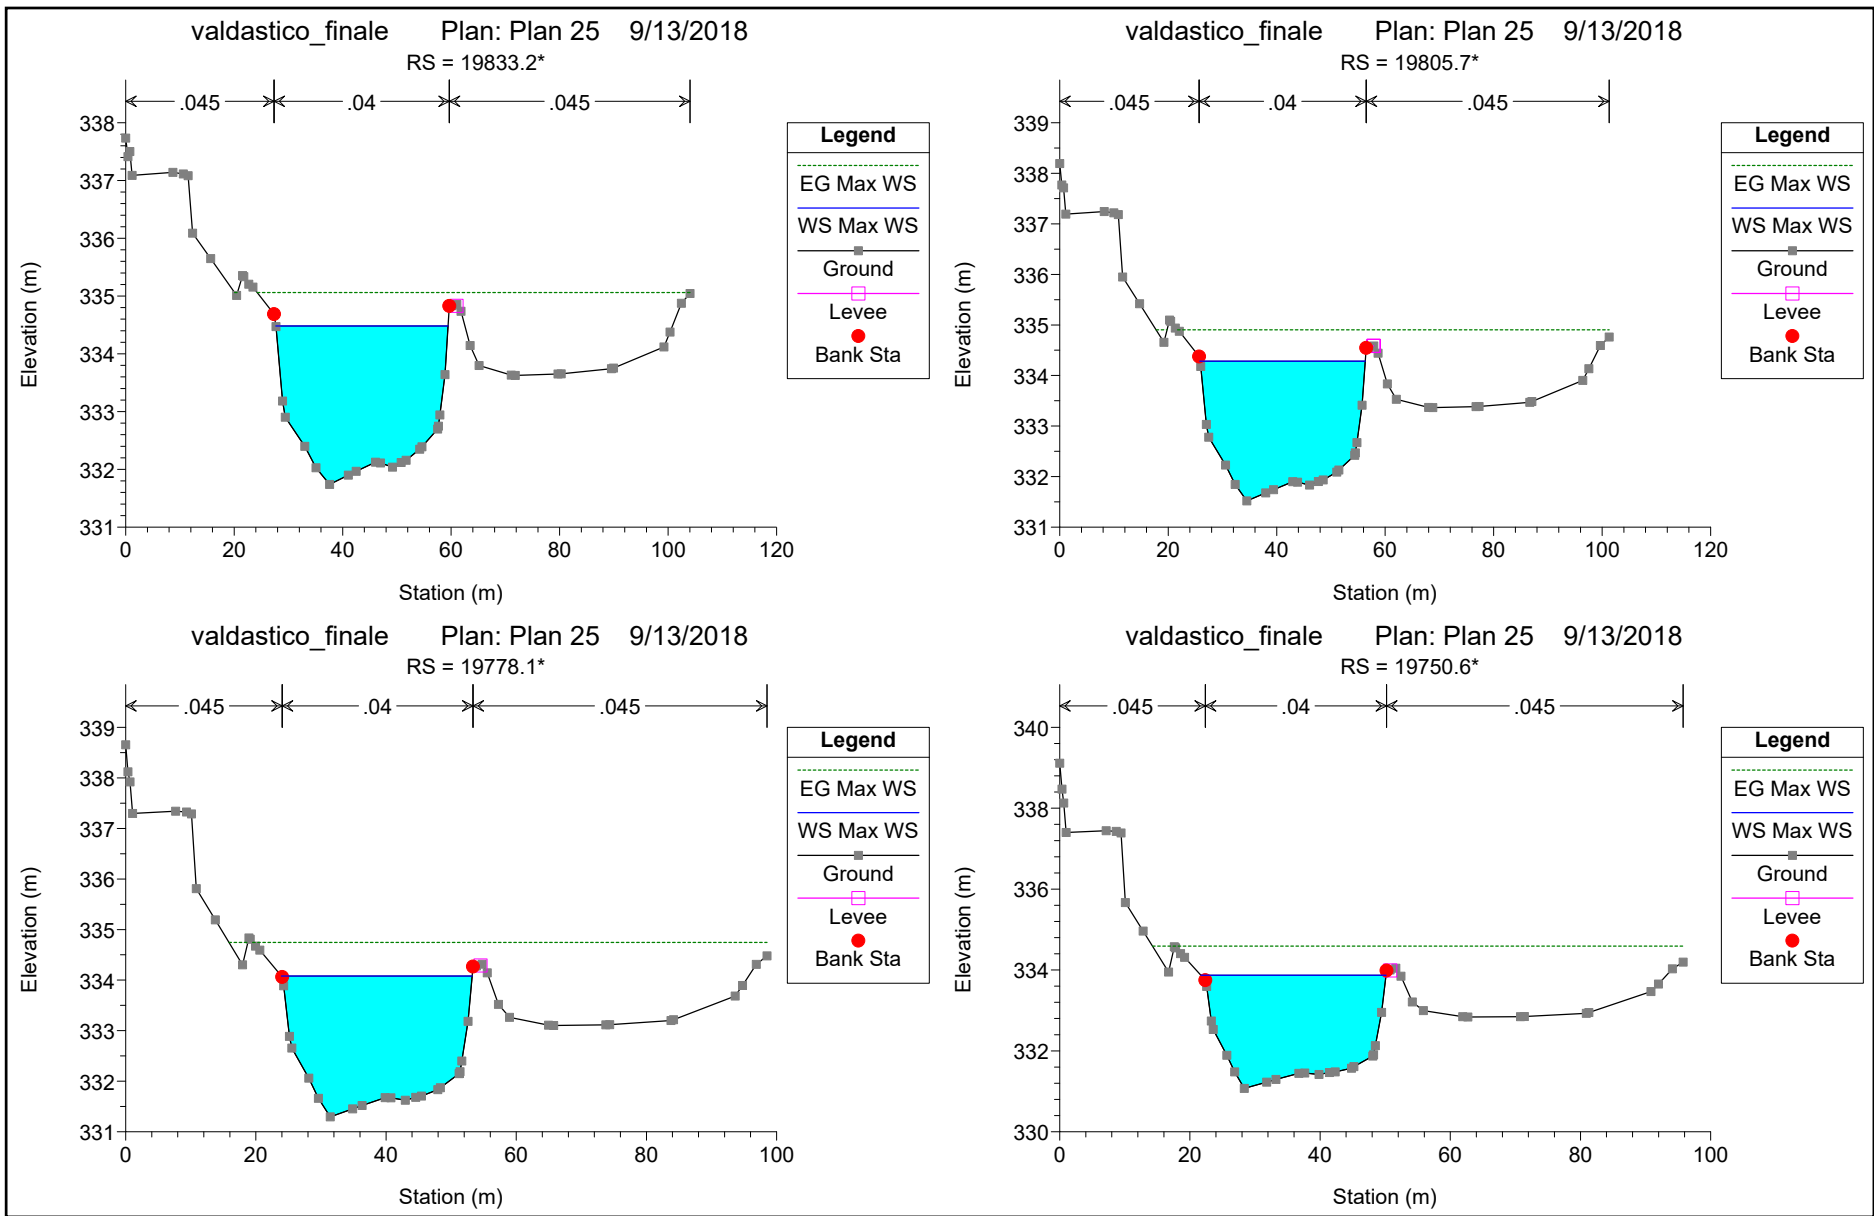 valdastico_finale Plan: Plan 25 9/13/2018
RS = 19833.2*
.045 .04 .045
338
337
336
335
334
333
332
331
0 20 40 60 80 100 120
Elevation (m)
Station (m)
Legend
EG Max WS
WS Max WS
Ground
Levee
Bank Sta
valdastico_finale Plan: Plan 25 9/13/2018
RS = 19805.7*
.045 .04 .045
339
338
337
336
335
334
333
332
331
0 20 40 60 80 100 120
Elevation (m)
Station (m)
Legend
EG Max WS
WS Max WS
Ground
Levee
Bank Sta
valdastico_finale Plan: Plan 25 9/13/2018
RS = 19778.1*
.045 .04 .045
339
338
337
336
335
334
333
332
331
0 20 40 60 80 100
Elevation (m)
Station (m)
Legend
EG Max WS
WS Max WS
Ground
Levee
Bank Sta
valdastico_finale Plan: Plan 25 9/13/2018
RS = 19750.6*
.045 .04 .045
340
338
336
334
332
330
0 20 40 60 80 100
Elevation (m)
Station (m)
Legend
EG Max WS
WS Max WS
Ground
Levee
Bank Sta